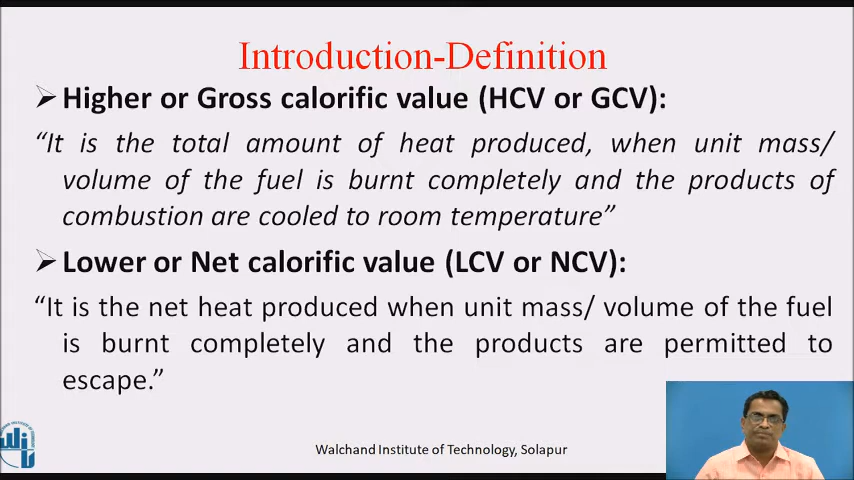 Introduction-Definition
➢Higher or Gross calorific value (HCV or GCV):
“It is the total amount of heat produced, when unit mass/
volume of the fuel is burnt completely and the products of
combustion are cooled to room temperature”
➢Lower or Net calorific value (LCV or NCV):
“It is the net heat produced when unit mass/ volume of the fuel
is burnt completely and the products are permitted to
escape.”
Walchand Institute of Technology, Solapur